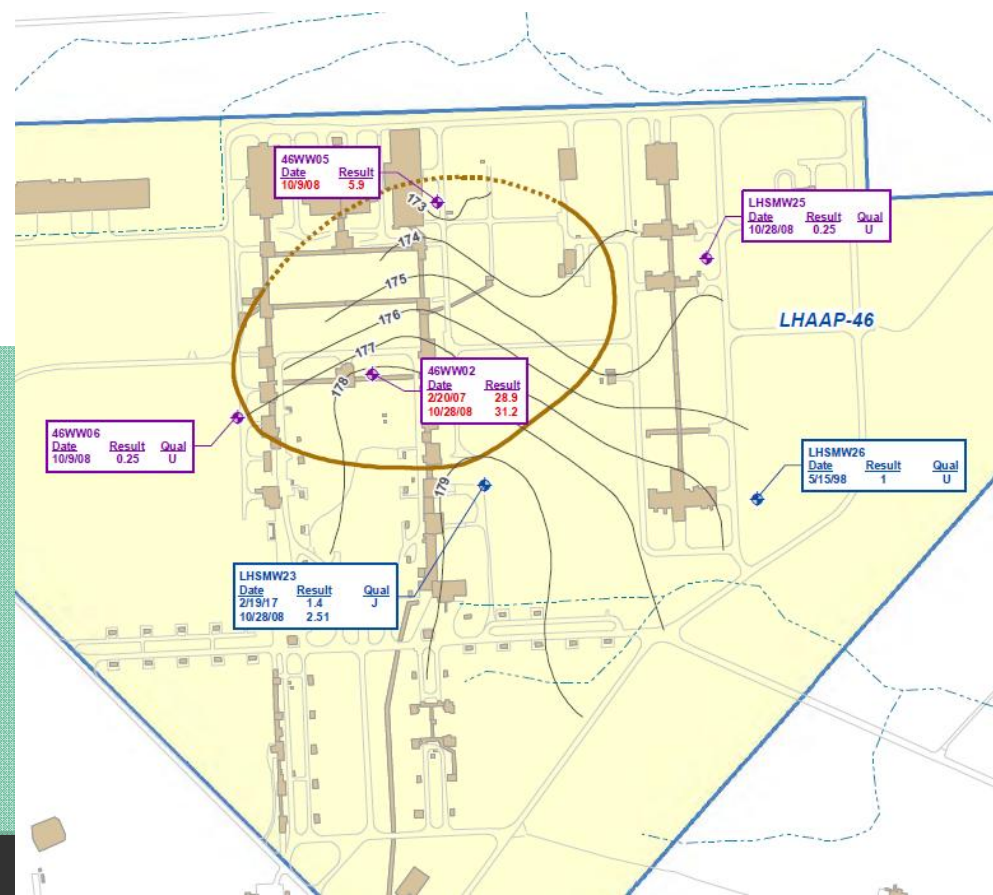 46WW05
Date Result
10/9/08 5.9
LHSMW25
Date Result Qual
10/28/08 0.25 U
173
174
175
176
177
178
179
LHAAP-46
46WW02
Date Result
2/20/07 28.9
10/28/08 31.2
46WW06
Date Result Qual
10/9/08 0.25 U
LHSMW26
Date Result Qual
5/15/98 1 U
LHSMW23
Date Result Qual
2/19/17 1.4 J
10/28/08 2.51